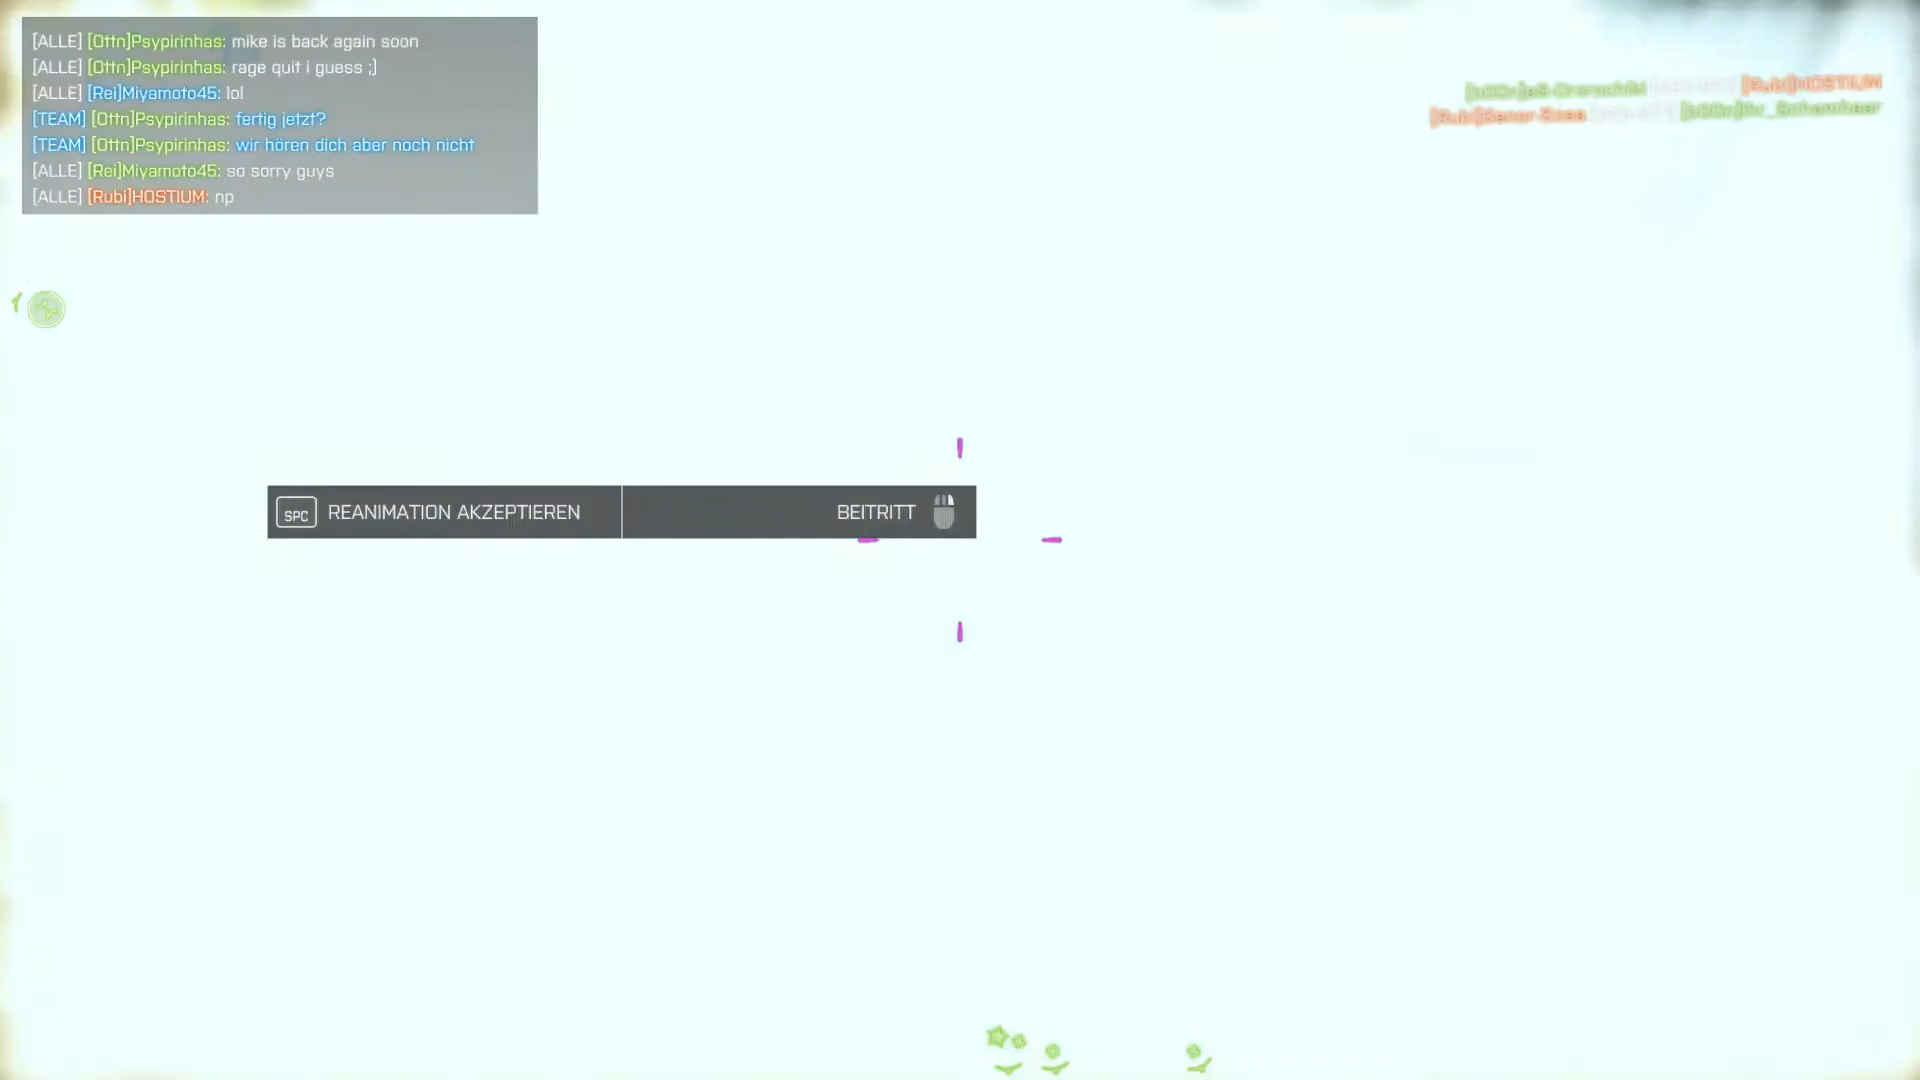 [ALLE] [Ottn]Psypirinhas: mike is back again soon
[ALLE] [Ottn]Psypirinhas: rage quit i guess ;)
[ALLE] [Rei]Miyamoto45: lol
[TEAM] [Ottn]Psypirinhas: fertig jetzt?
[TEAM] [Ottn]Psypirinhas: wir hören dich aber noch nicht
[ALLE] [Rei]Miyamoto45: so sorry guys
[ALLE] [Rubi]HOSTIUM: np
[Rubi]HOSTIUM
SPC REANIMATION AKZEPTIEREN BEITRITT